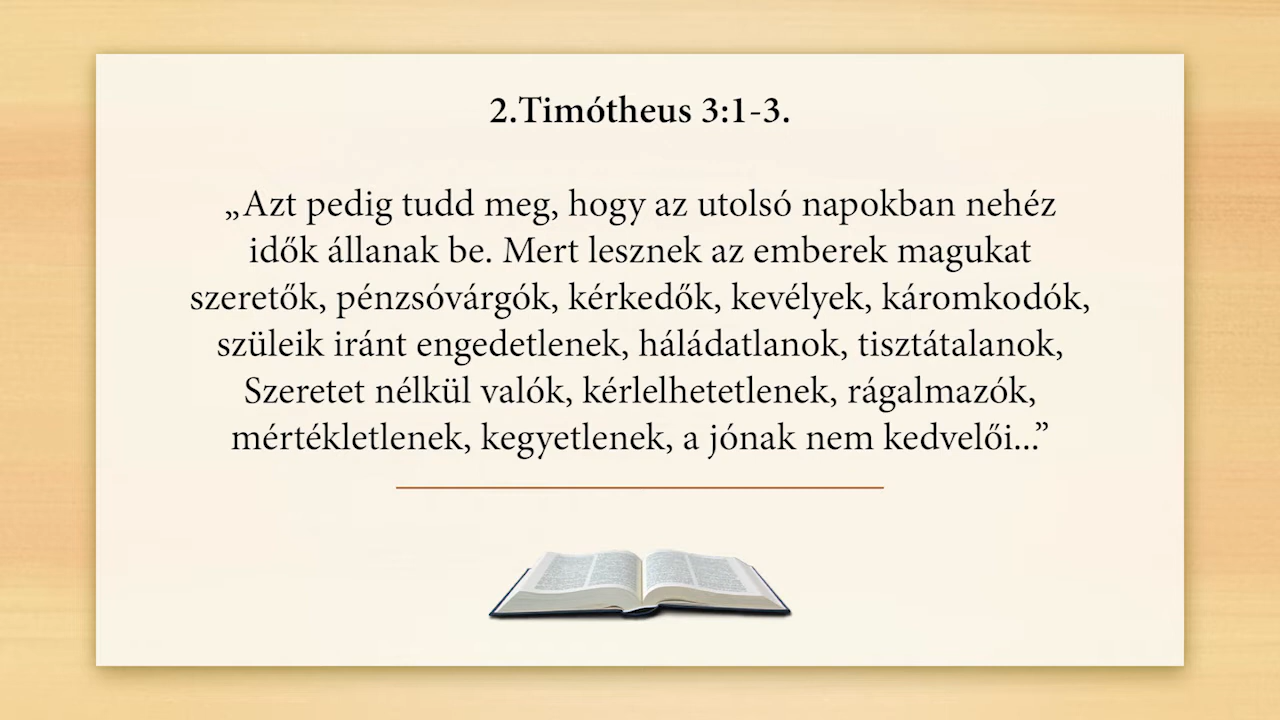 2.Timótheus 3:1-3.
„Azt pedig tudd meg, hogy az utolsó napokban nehéz
idők állanak be. Mert lesznek az emberek magukat
szeretők, pénzsóvárgók, kérkedők, kevélyek, káromkodók,
szüleik iránt engedetlenek, háládatlanok, tisztátalanok,
Szeretet nélkül valók, kérlelhetetlenek, rágalmazók,
mértékletlenek, kegyetlenek, a jónak nem kedvelői...”